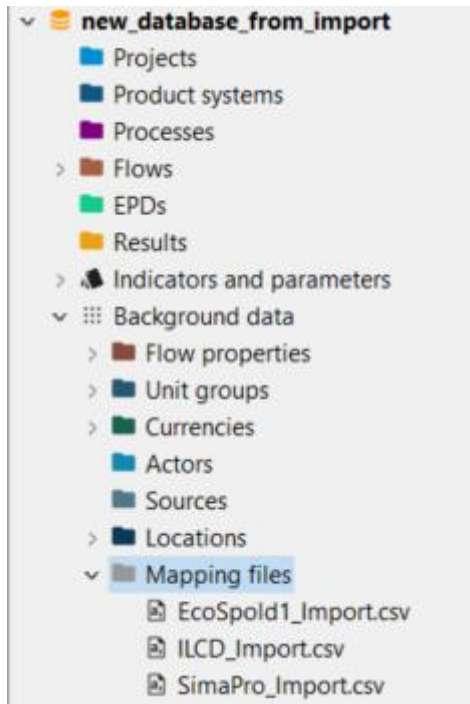 new_database_from_import
Projects
Product systems
Processes
Flows
EPDs
Results
Indicators and parameters
Background data
Flow properties
Unit groups
Currencies
Actors
Sources
Locations
Mapping files
EcoSpold1_Import.csv
ILCD_Import.csv
SimaPro_Import.csv